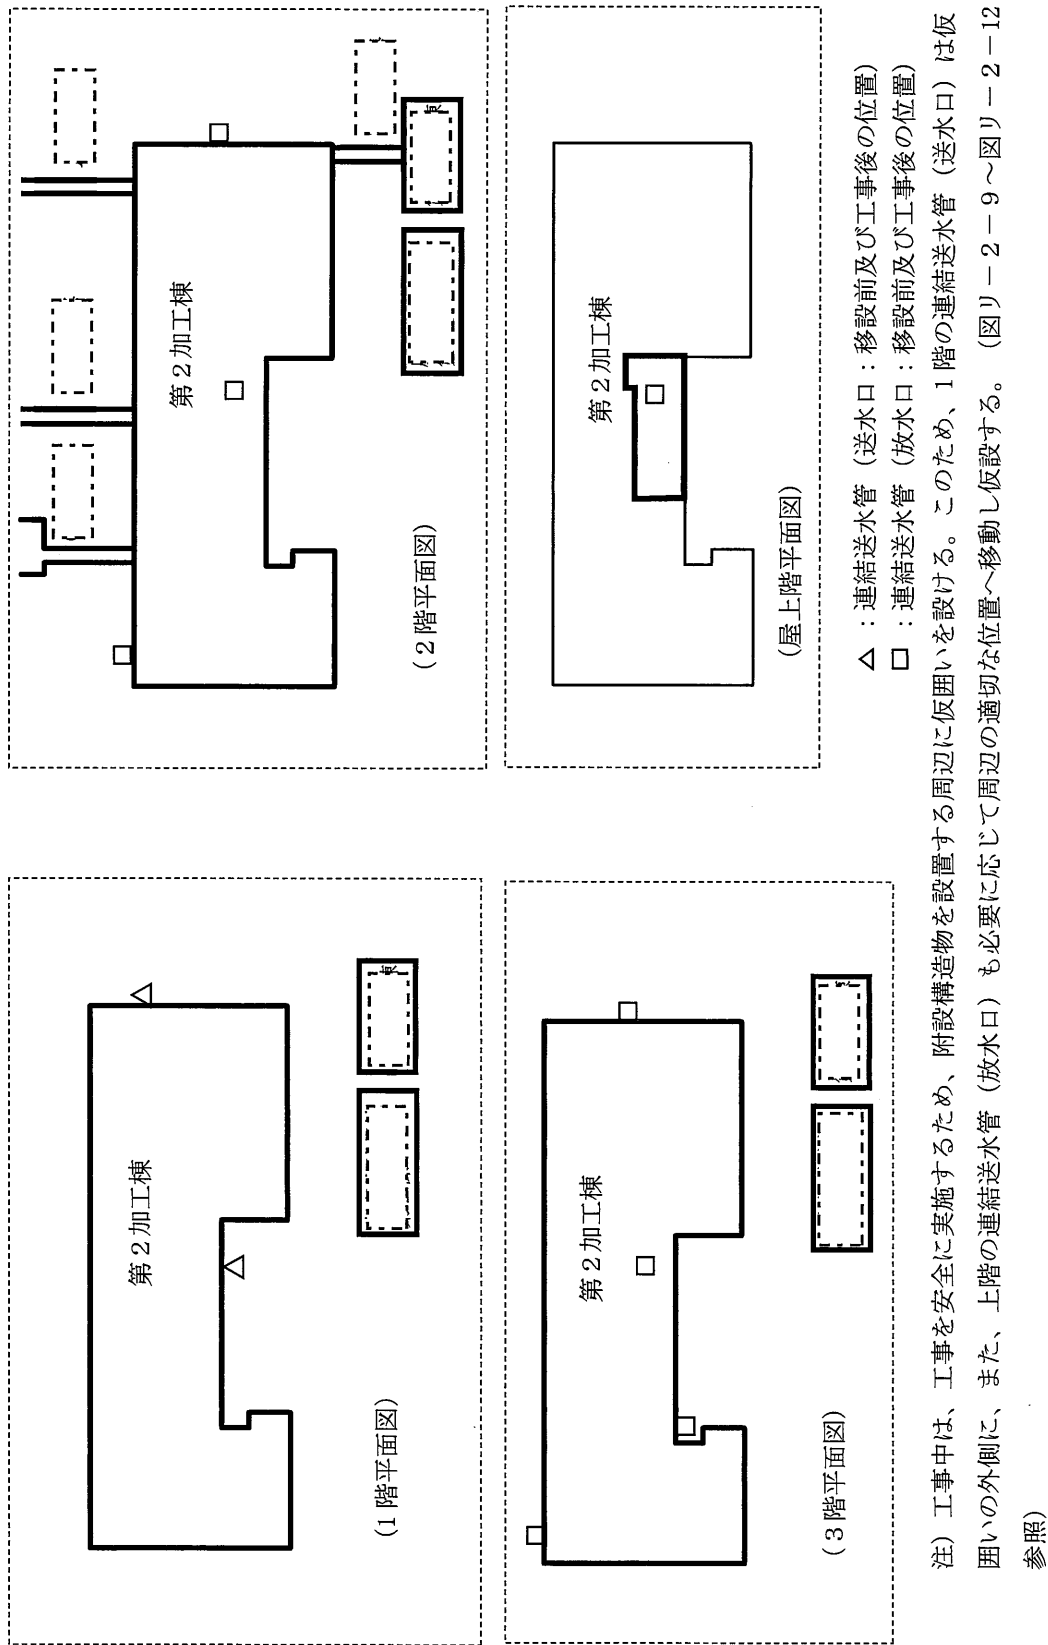 第2加工棟
(1階平面図)
第2加工棟
(2階平面図)
第2加工棟
(3階平面図)
第2加工棟
(屋上階平面図)
△：連結送水管（送水口：移設前及び工事後の位置）
□：連結送水管（放水口：移設前及び工事後の位置）
注）工事中は、工事を安全に実施するため、附設構造物を設置する周辺に仮囲いを設ける。このため、1階の連結送水管（送水口）は仮
囲いの外側に、また、上階の連結送水管（放水口）も必要に応じて周辺の適切な位置へ移動し仮設する。（図リ－2－9～図リ－2－12
参照）